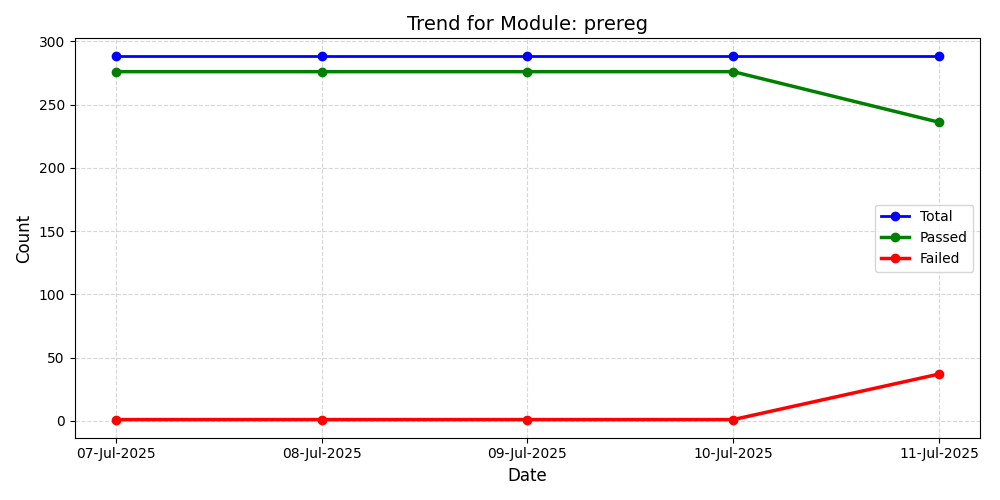 Trend for Module: prereg
300
250
200
150
100
50
0
Count
Total
Passed
Failed
07-Jul-2025
08-Jul-2025
09-Jul-2025
10-Jul-2025
11-Jul-2025
Date